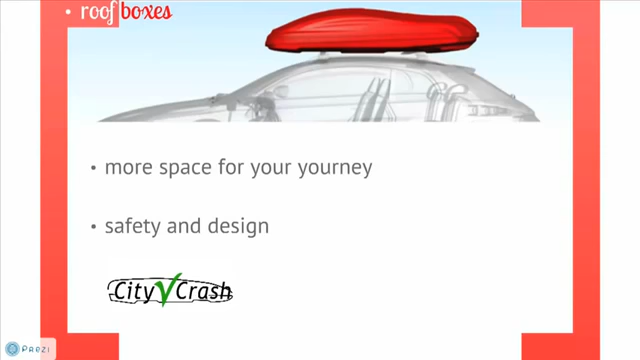 • roof boxes
• more space for your yourney
• safety and design
City√Crash
Prezi